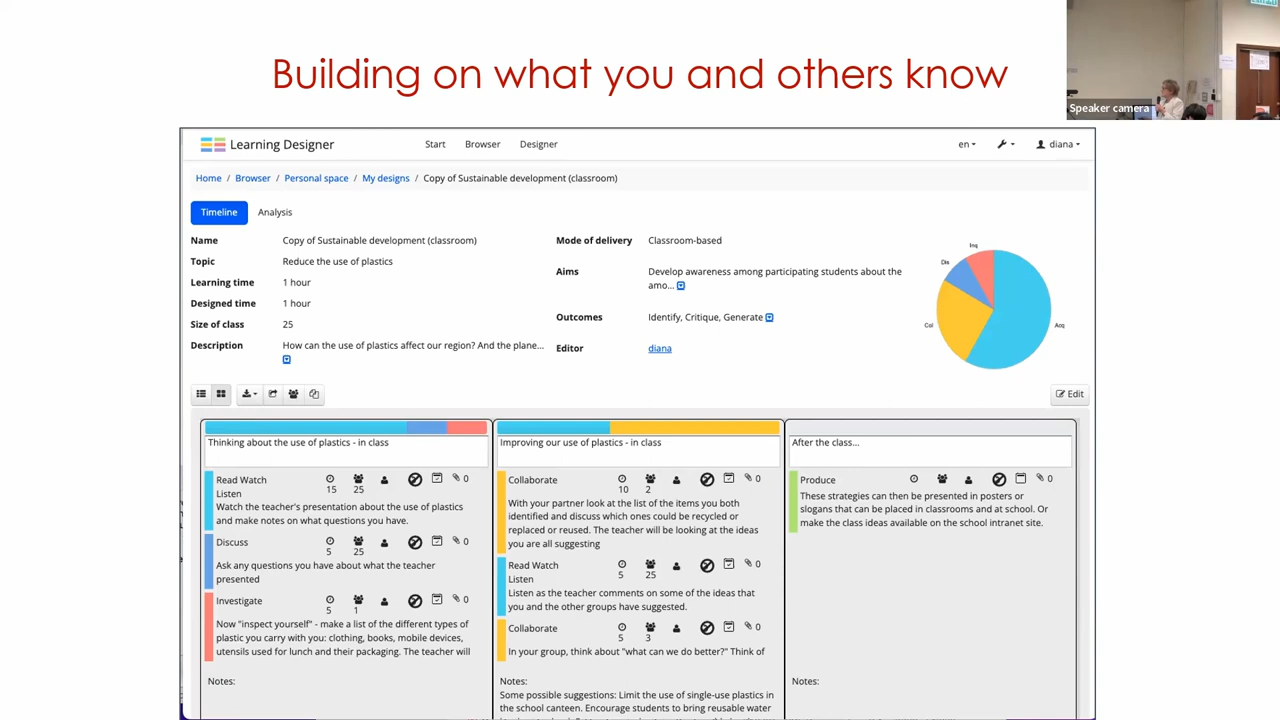 Building on what you and others know
Speaker camera
Learning Designer
Start
Browser
Designer
en
diana
Home / Browser / Personal space / My designs / Copy of Sustainable development (classroom)
Timeline
Analysis
Name
Copy of Sustainable development (classroom)
Topic
Reduce the use of plastics
Learning time
1 hour
Designed time
1 hour
Size of class
25
Description
How can the use of plastics affect our region? And the plane...
Mode of delivery
Classroom-based
Aims
Develop awareness among participating students about the
amo...
Outcomes
Identify, Critique, Generate
Editor
diana
Inq
Dis
Col
Acq
Edit
Thinking about the use of plastics - in class
Read Watch
Listen
15
25
0
Watch the teacher's presentation about the use of plastics
and make notes on what questions you have.
Discuss
5
25
0
Ask any questions you have about what the teacher
presented
Investigate
5
1
0
Now "inspect yourself" - make a list of the different types of
plastic you carry with you: clothing, books, mobile devices,
utensils used for lunch and their packaging. The teacher will
Notes:
Improving our use of plastics - in class
Collaborate
10
2
0
With your partner look at the list of the items you both
identified and discuss which ones could be recycled or
replaced or reused. The teacher will be looking at the ideas
you are all suggesting
Read Watch
Listen
5
25
0
Listen as the teacher comments on some of the ideas that
you and the other groups have suggested.
Collaborate
5
3
0
In your group, think about "what can we do better?" Think of
Notes:
Some possible suggestions: Limit the use of single-use plastics in
the school canteen. Encourage students to bring reusable water
After the class...
Produce
0
These strategies can then be presented in posters or
slogans that can be placed in classrooms and at school. Or
make the class ideas available on the school intranet site.
Notes: